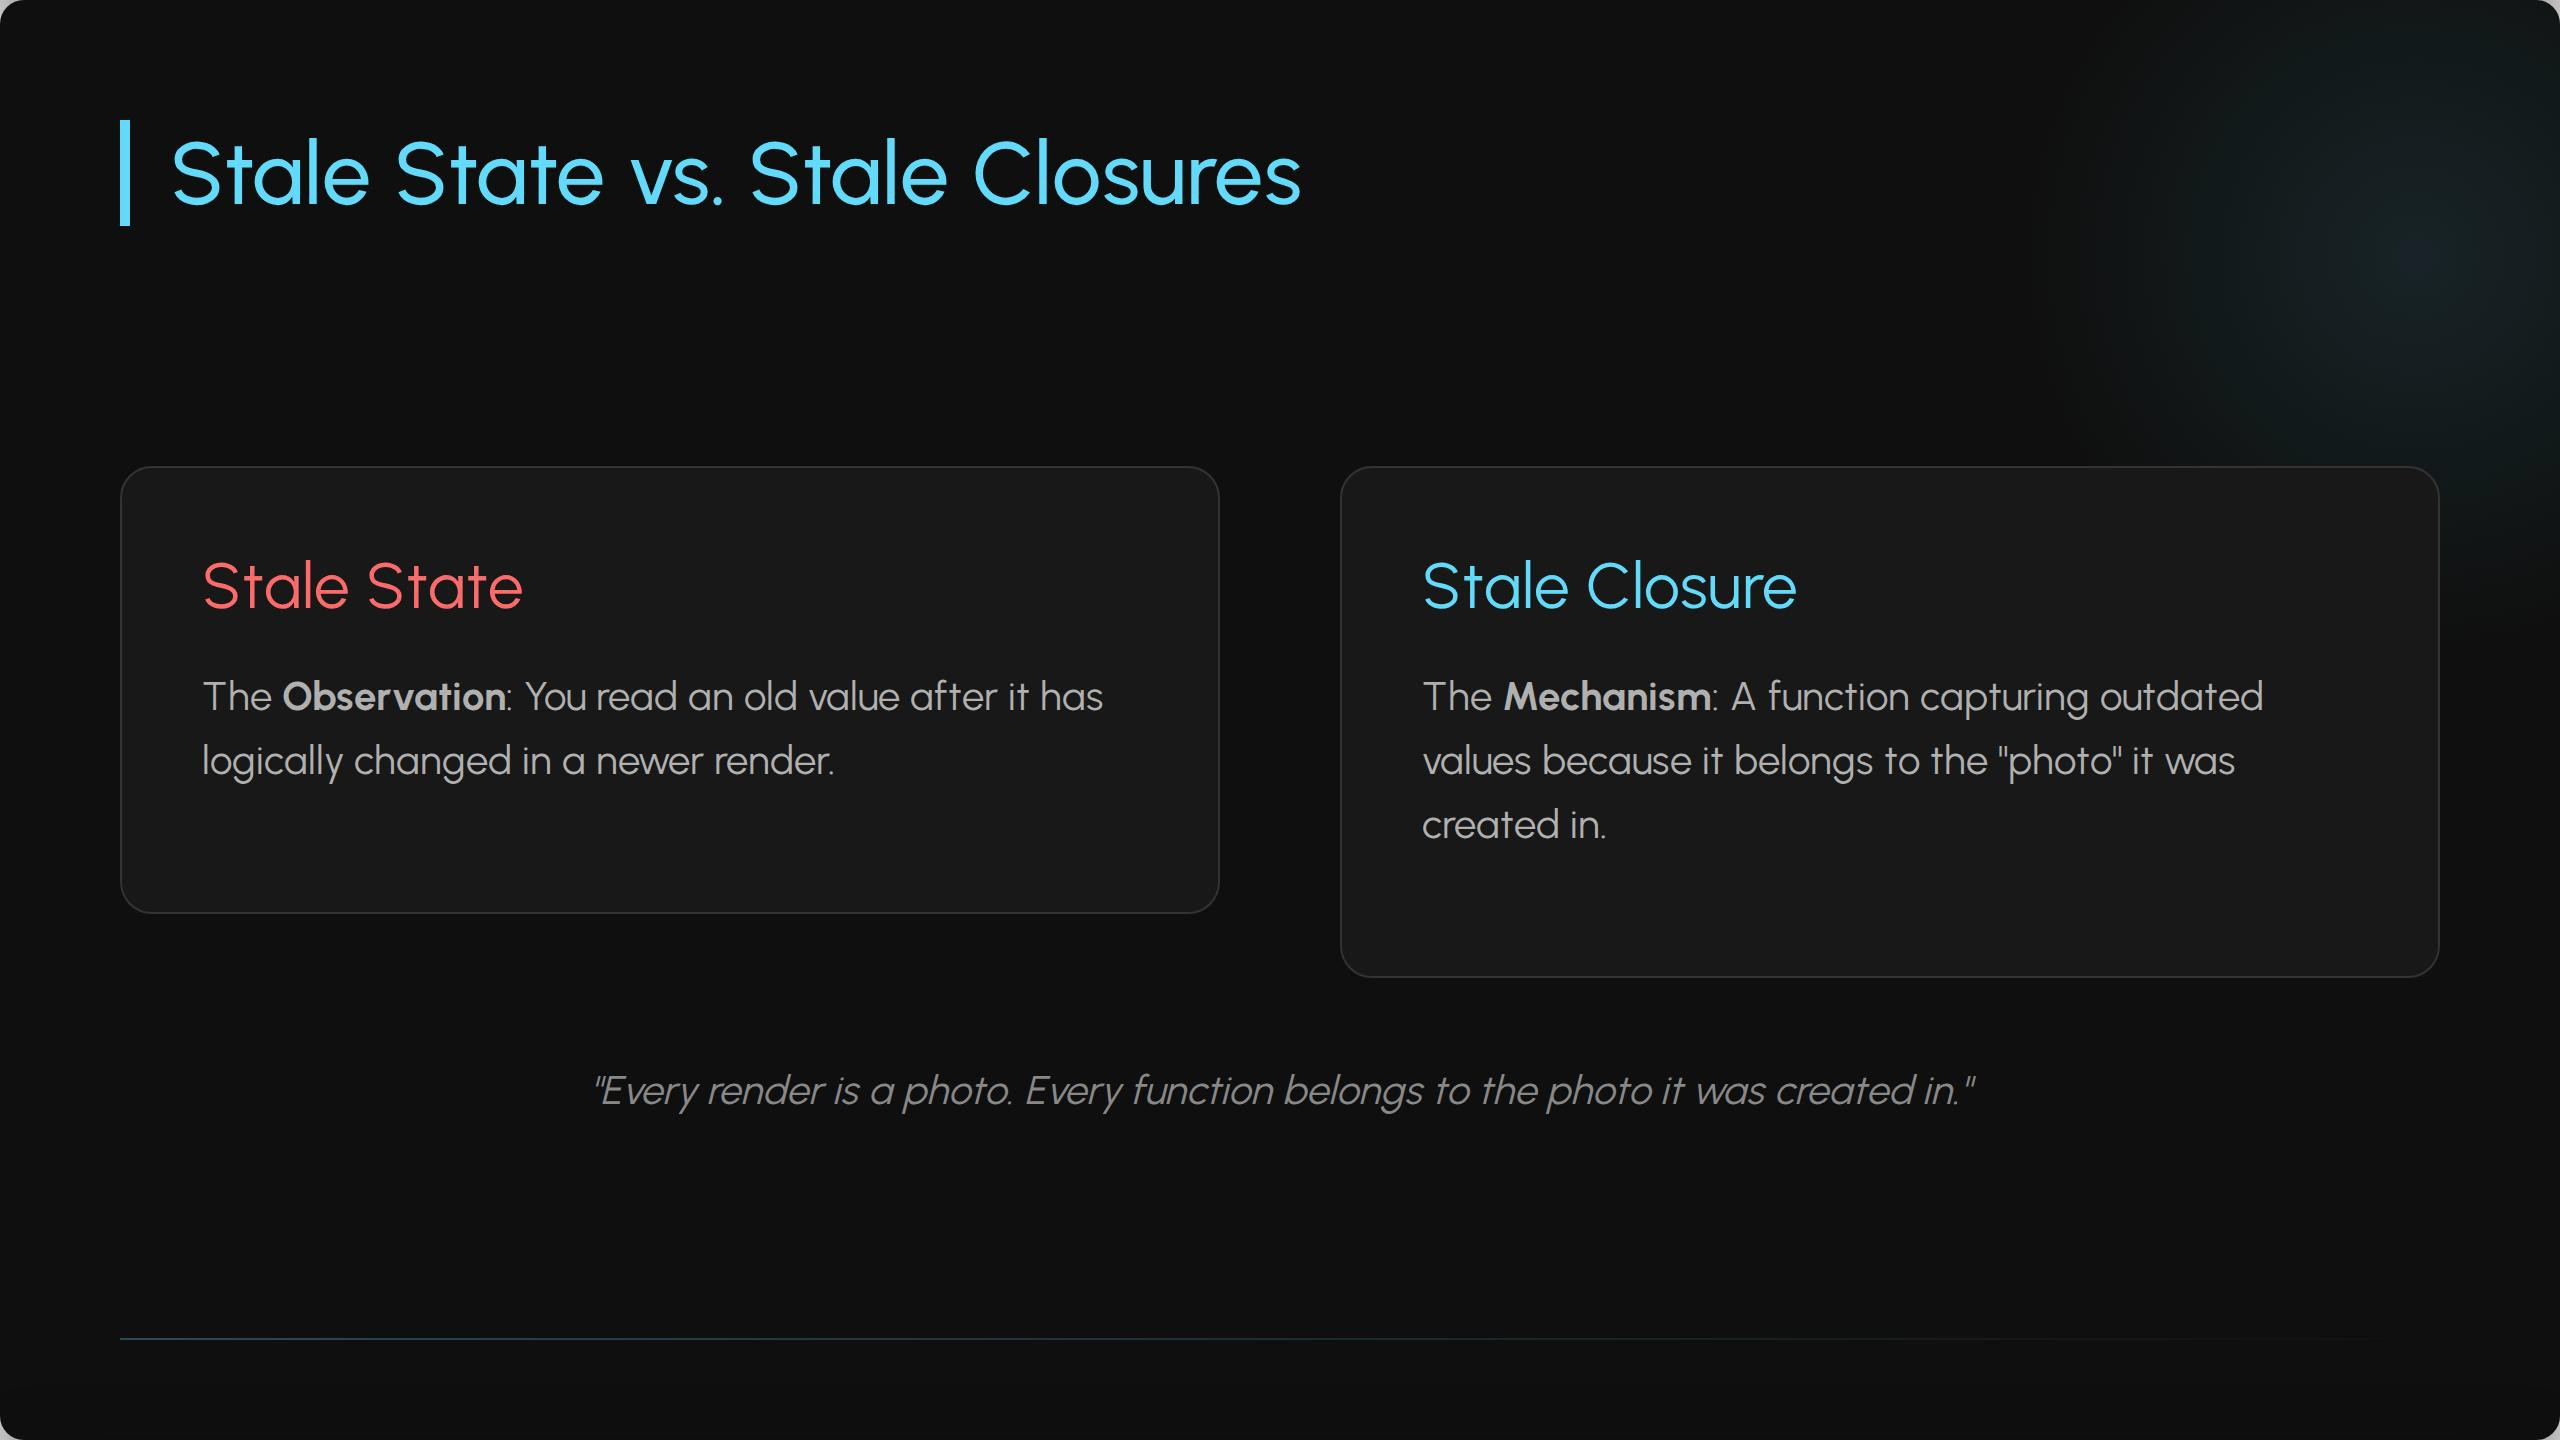 Stale State vs. Stale Closures
Stale State
The Observation: You read an old value after it has
logically changed in a newer render.
Stale Closure
The Mechanism: A function capturing outdated
values because it belongs to the "photo" it was
created in.
"Every render is a photo. Every function belongs to the photo it was created in."